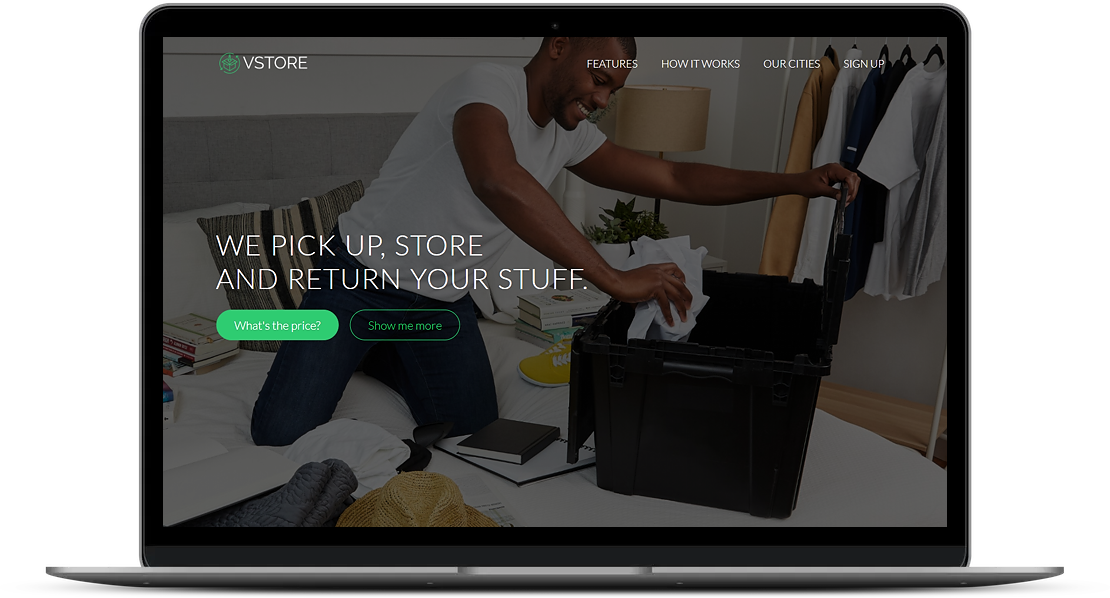 VSTORE
FEATURES HOW IT WORKS OUR CITIES SIGN UP
WE PICK UP, STORE
AND RETURN YOUR STUFF.
What's the price? Show me more